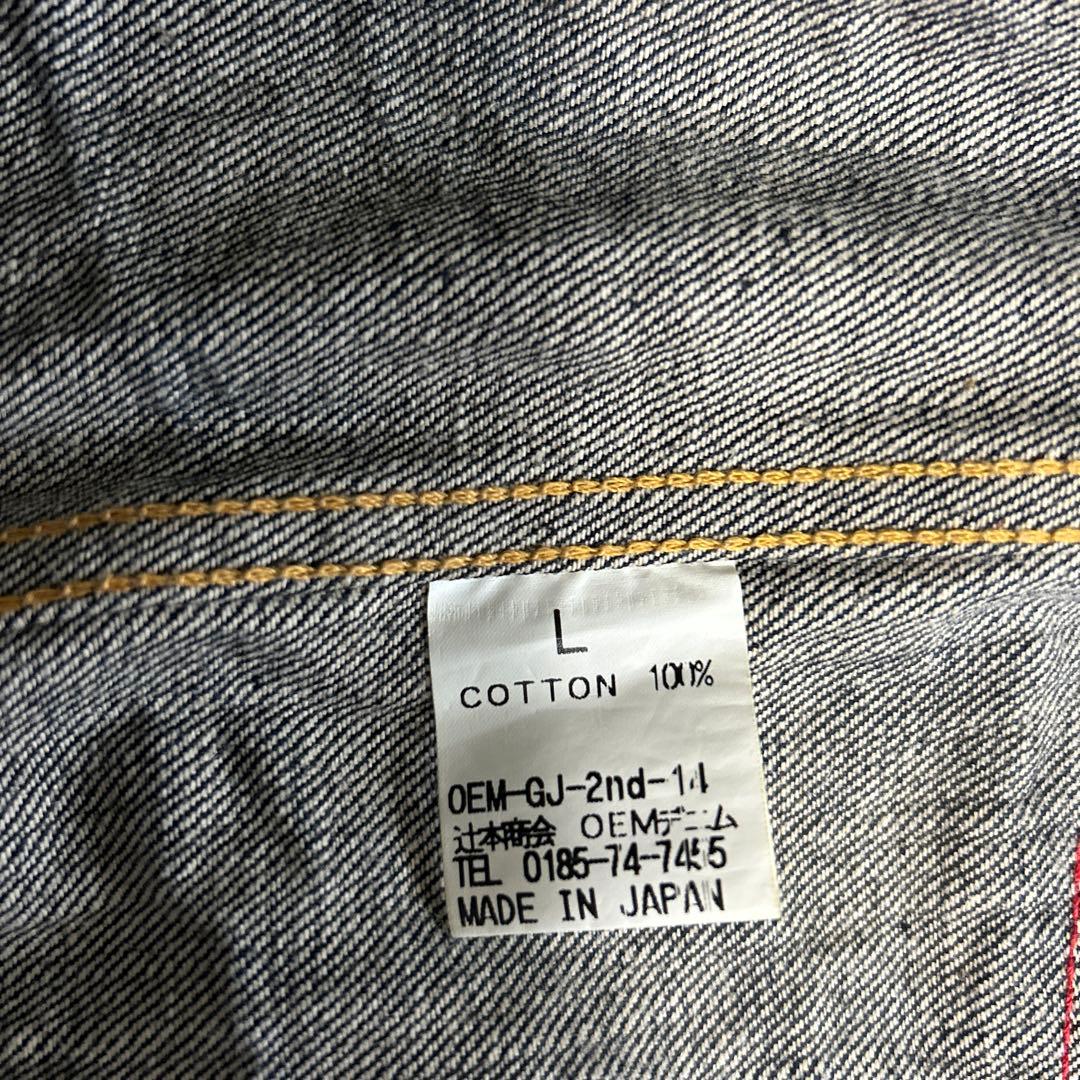 L
COTTON 100%
OEM-GJ-2nd-14
辻本商会 OEMデニム
TEL 0185-74-7455
MADE IN JAPAN